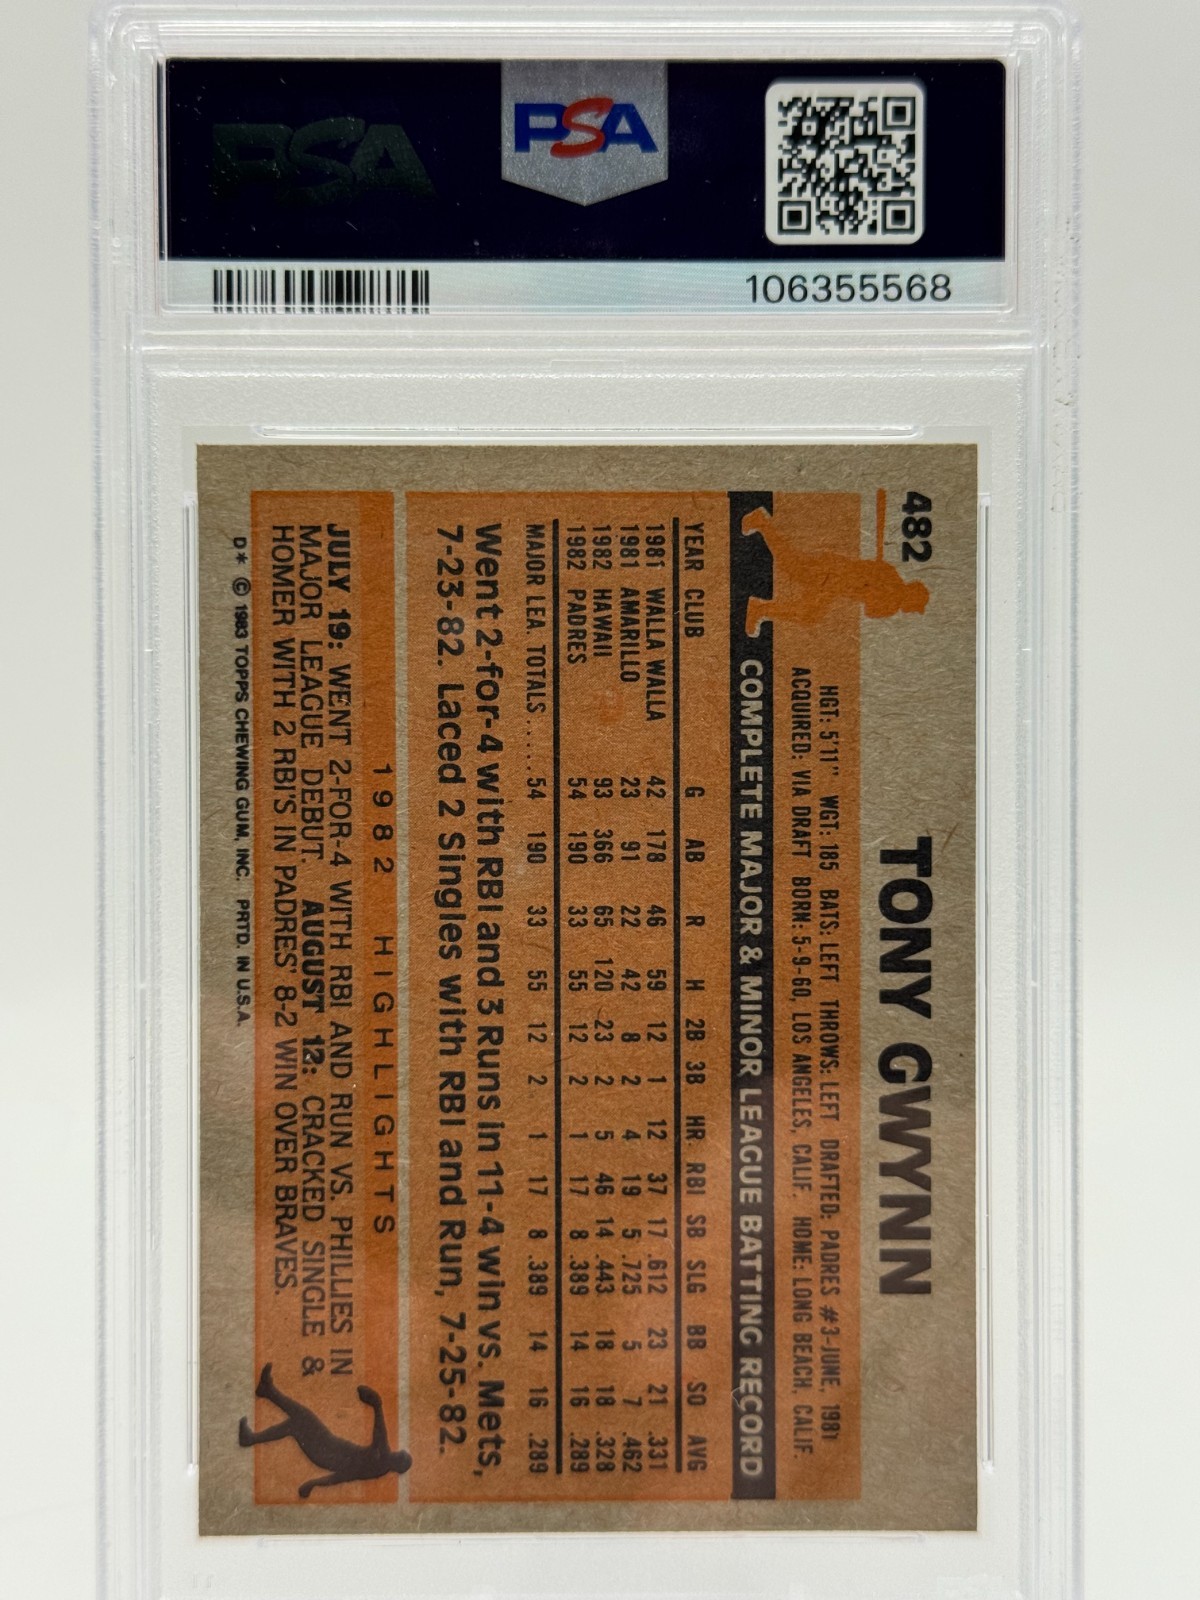 PSA
PSA
106355568
482
TONY GWYNN
HGT: 5'11" WGT: 185 BATS: LEFT THROWS: LEFT DRAFTED: PADRES #3-JUNE, 1981
ACQUIRED: VIA DRAFT BORN: 5-9-60, LOS ANGELES, CALIF. HOME: LONG BEACH, CALIF.
COMPLETE MAJOR & MINOR LEAGUE BATTING RECORD
YEAR CLUB G AB R H 2B 3B HR RBI SB SLG BB SO AVG
1981 WALLA WALLA 42 178 46 59 12 1 12 37 17 .612 23 21 .331
1981 AMARILLO 23 91 22 42 8 2 4 19 5 .725 5 7 .462
1982 HAWAII 93 366 65 120 23 2 5 46 14 .443 18 18 .328
1982 PADRES 54 190 33 55 12 2 1 17 8 .389 14 16 .289
MAJOR LEA. TOTALS ..... 54 190 33 55 12 2 1 17 8 .389 14 16 .289
Went 2-for-4 with RBI and 3 Runs in 11-4 win vs. Mets,
7-23-82. Laced 2 Singles with RBI and Run, 7-25-82.
1982 HIGHLIGHTS
JULY 19: WENT 2-FOR-4 WITH RBI AND RUN VS. PHILLIES IN
MAJOR LEAGUE DEBUT. AUGUST 12: CRACKED SINGLE &
HOMER WITH 2 RBI'S IN PADRES' 8-2 WIN OVER BRAVES.
D* © 1983 TOPPS CHEWING GUM, INC. PRTD. IN U.S.A.